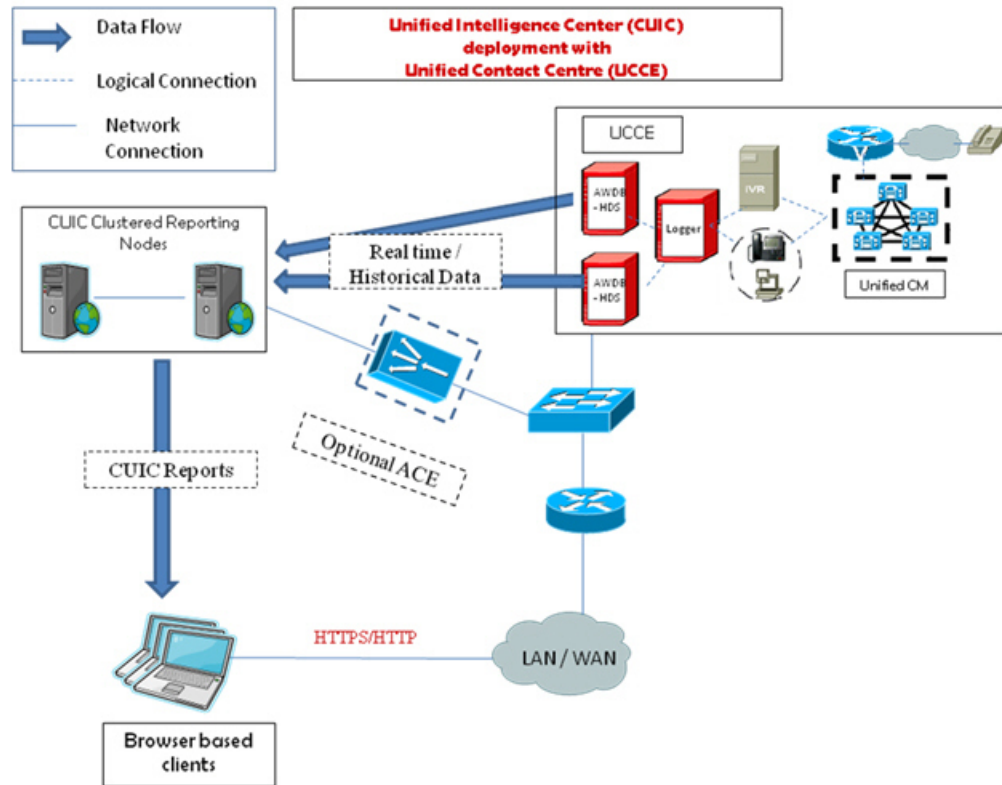 Data Flow
Logical Connection
Network
Connection
Unified Intelligence Center (CUIC)
deployment with
Unified Contact Centre (UCCE)
UCCE
AWDB
- HDS
Logger
IVR
AWDB
- HDS
Unified CM
CUIC Clustered Reporting
Nodes
Real time /
Historical Data
Optional ACE
CUIC Reports
HTTPS/HTTP
LAN / WAN
Browser based
clients